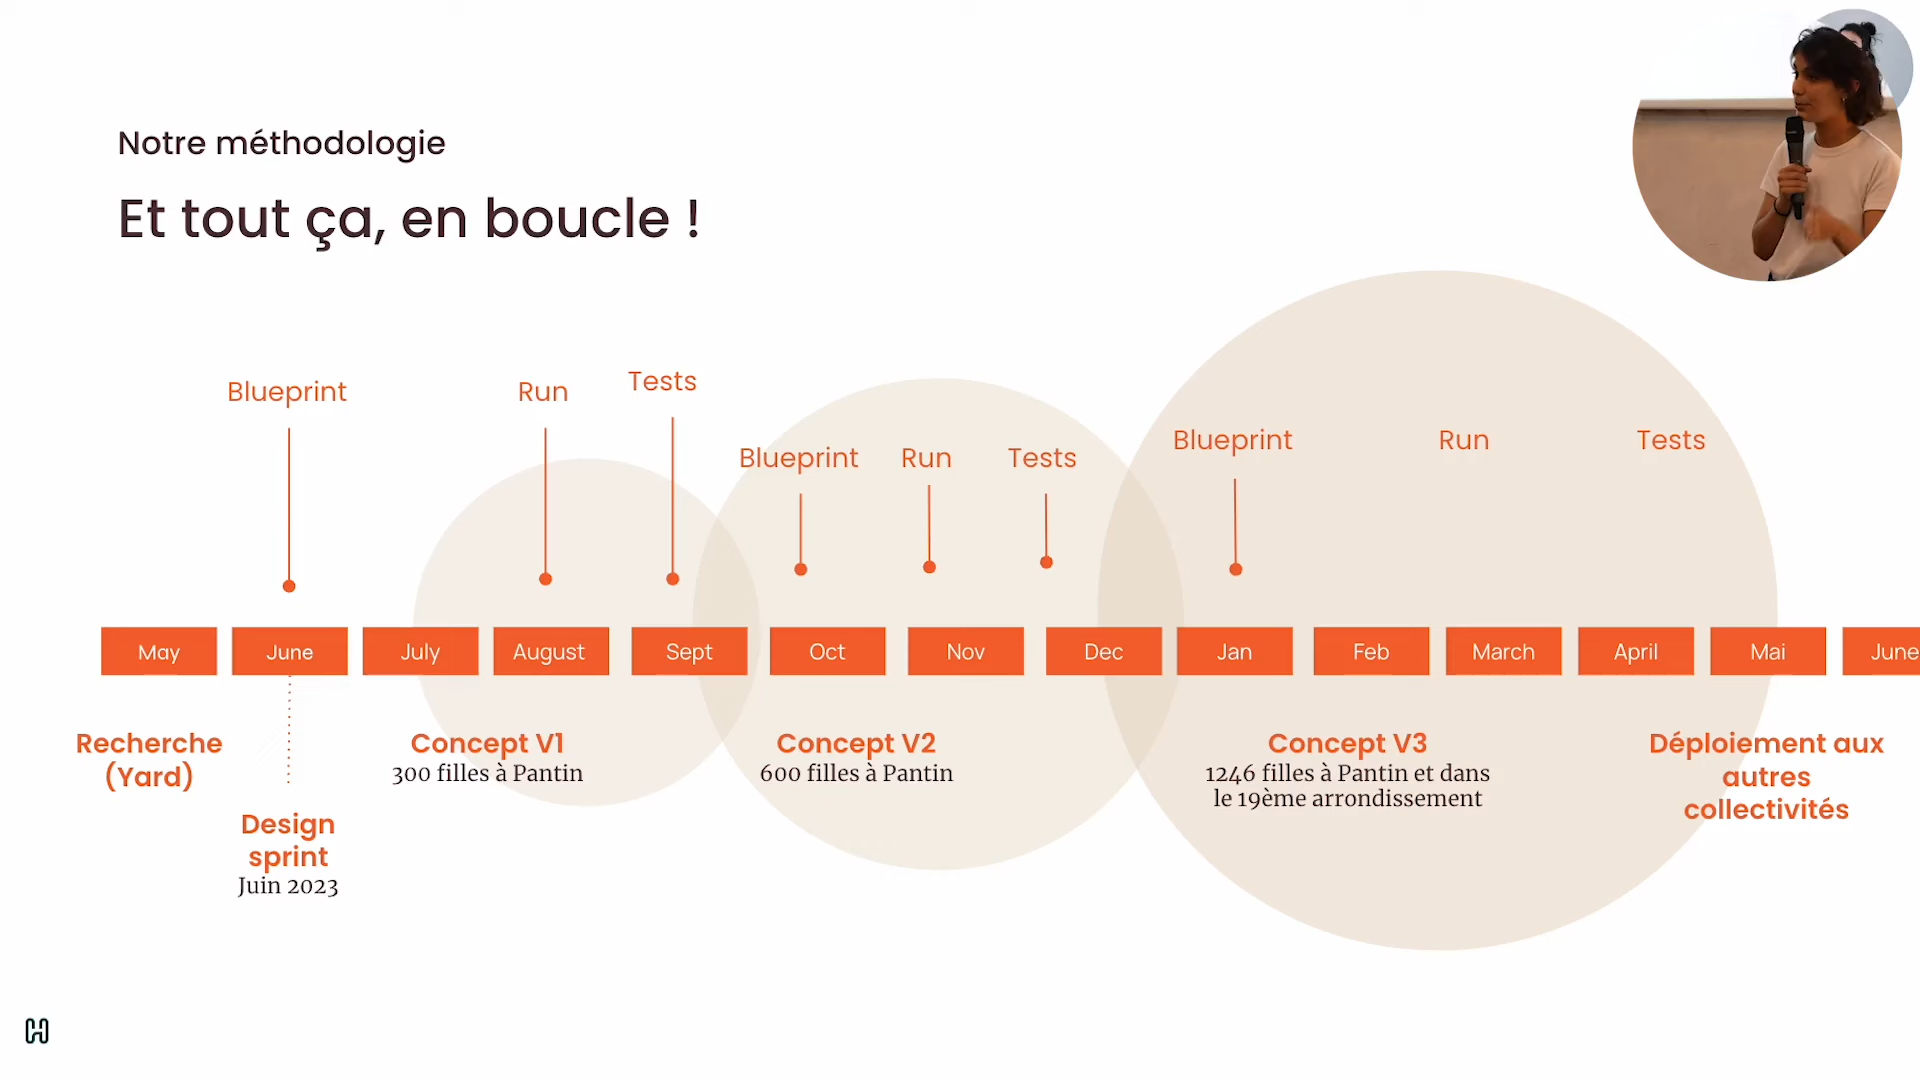 Notre méthodologie
Et tout ça, en boucle !
Blueprint
Run
Tests
Blueprint
Run
Tests
Blueprint
Run
Tests
May
June
July
August
Sept
Oct
Nov
Dec
Jan
Feb
March
April
Mai
June
Recherche
(Yard)
Design
sprint
Juin 2023
Concept V1
300 filles à Pantin
Concept V2
600 filles à Pantin
Concept V3
1246 filles à Pantin et dans
le 19ème arrondissement
Déploiement aux
autres
collectivités